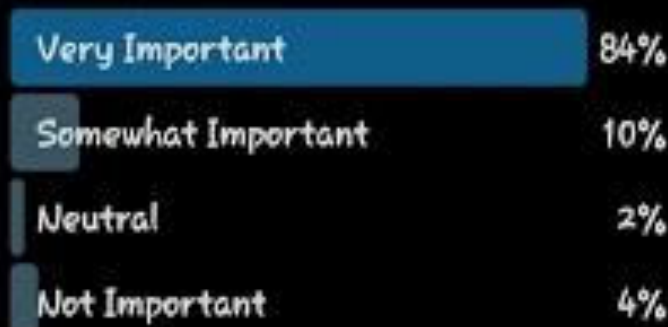 Very Important 84%
Somewhat Important 10%
Neutral 2%
Not Important 4%